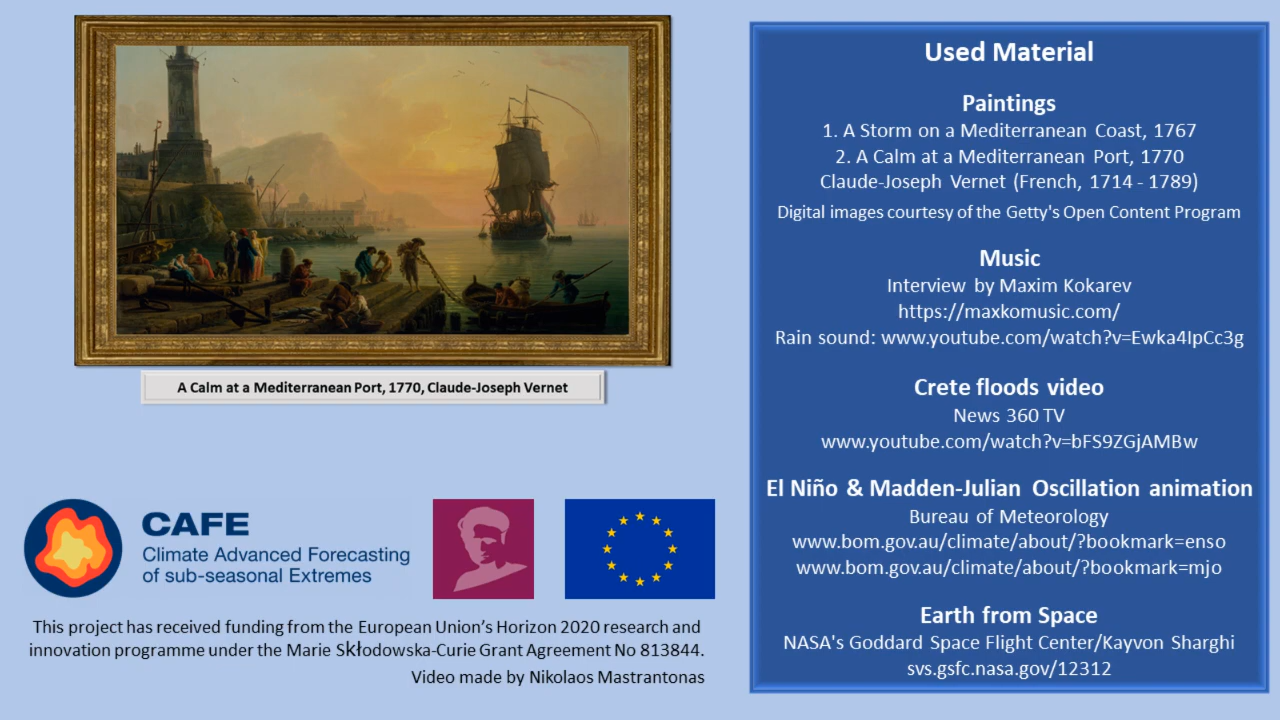 A Calm at a Mediterranean Port, 1770, Claude-Joseph Vernet
CAFE
Climate Advanced Forecasting
of sub-seasonal Extremes
This project has received funding from the European Union’s Horizon 2020 research and
innovation programme under the Marie Skłodowska-Curie Grant Agreement No 813844.
Video made by Nikolaos Mastrantonas
Used Material
Paintings
1. A Storm on a Mediterranean Coast, 1767
2. A Calm at a Mediterranean Port, 1770
Claude-Joseph Vernet (French, 1714 - 1789)
Digital images courtesy of the Getty's Open Content Program
Music
Interview by Maxim Kokarev
https://maxkomusic.com/
Rain sound: www.youtube.com/watch?v=Ewka4IpCc3g
Crete floods video
News 360 TV
www.youtube.com/watch?v=bFS9ZGjAMBw
El Niño & Madden-Julian Oscillation animation
Bureau of Meteorology
www.bom.gov.au/climate/about/?bookmark=enso
www.bom.gov.au/climate/about/?bookmark=mjo
Earth from Space
NASA's Goddard Space Flight Center/Kayvon Sharghi
svs.gsfc.nasa.gov/12312